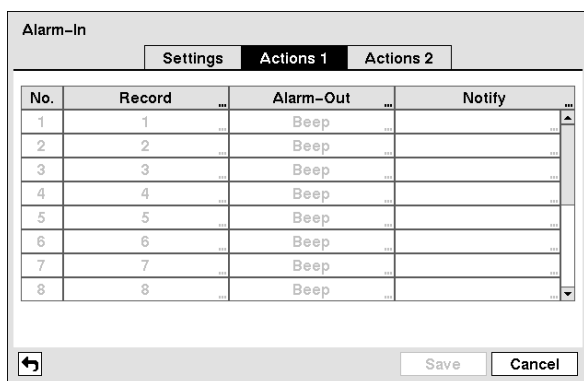 Alarm-In
Settings Actions 1 Actions 2
No. Record ... Alarm-Out ... Notify ...
1 1 ... Beep ... ...
2 2 ... Beep ... ...
3 3 ... Beep ... ...
4 4 ... Beep ... ...
5 5 ... Beep ... ...
6 6 ... Beep ... ...
7 7 ... Beep ... ...
8 8 ... Beep ... ...
Save Cancel